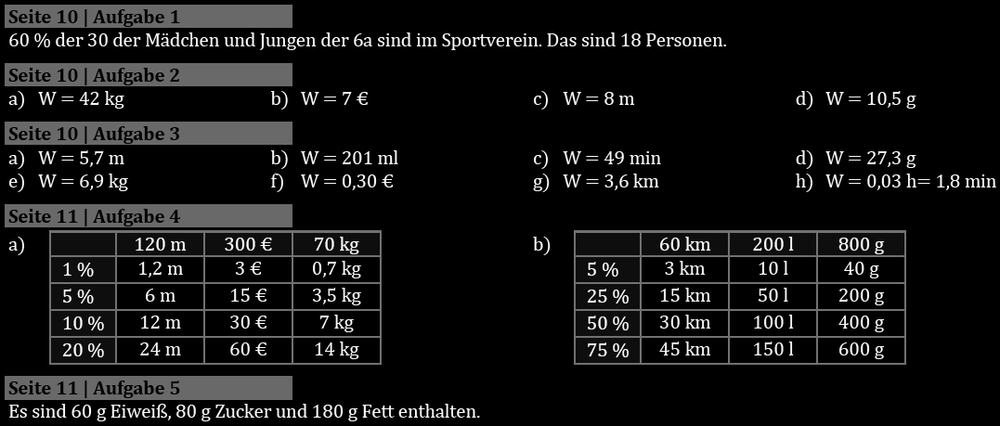 Seite 10 | Aufgabe 1
60 % der 30 der Mädchen und Jungen der 6a sind im Sportverein. Das sind 18 Personen.
Seite 10 | Aufgabe 2
a) W = 42 kg b) W = 7 € c) W = 8 m d) W = 10,5 g
Seite 10 | Aufgabe 3
a) W = 5,7 m b) W = 201 ml c) W = 49 min d) W = 27,3 g
e) W = 6,9 kg f) W = 0,30 € g) W = 3,6 km h) W = 0,03 h= 1,8 min
Seite 11 | Aufgabe 4
a) 120 m 300 € 70 kg
1 % 1,2 m 3 € 0,7 kg
5 % 6 m 15 € 3,5 kg
10 % 12 m 30 € 7 kg
20 % 24 m 60 € 14 kg
b) 60 km 200 l 800 g
5 % 3 km 10 l 40 g
25 % 15 km 50 l 200 g
50 % 30 km 100 l 400 g
75 % 45 km 150 l 600 g
Seite 11 | Aufgabe 5
Es sind 60 g Eiweiß, 80 g Zucker und 180 g Fett enthalten.